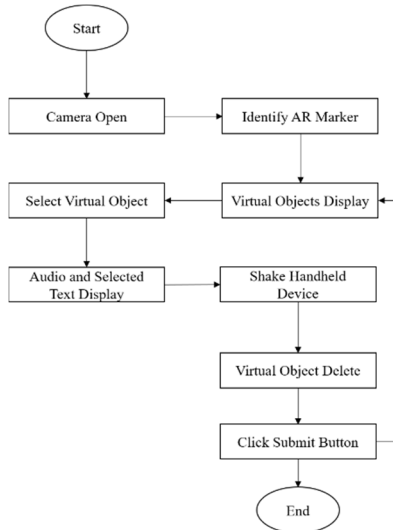 Start
Camera Open
Identify AR Marker
Select Virtual Object
Virtual Objects Display
Audio and Selected
Text Display
Shake Handheld
Device
Virtual Object Delete
Click Submit Button
End